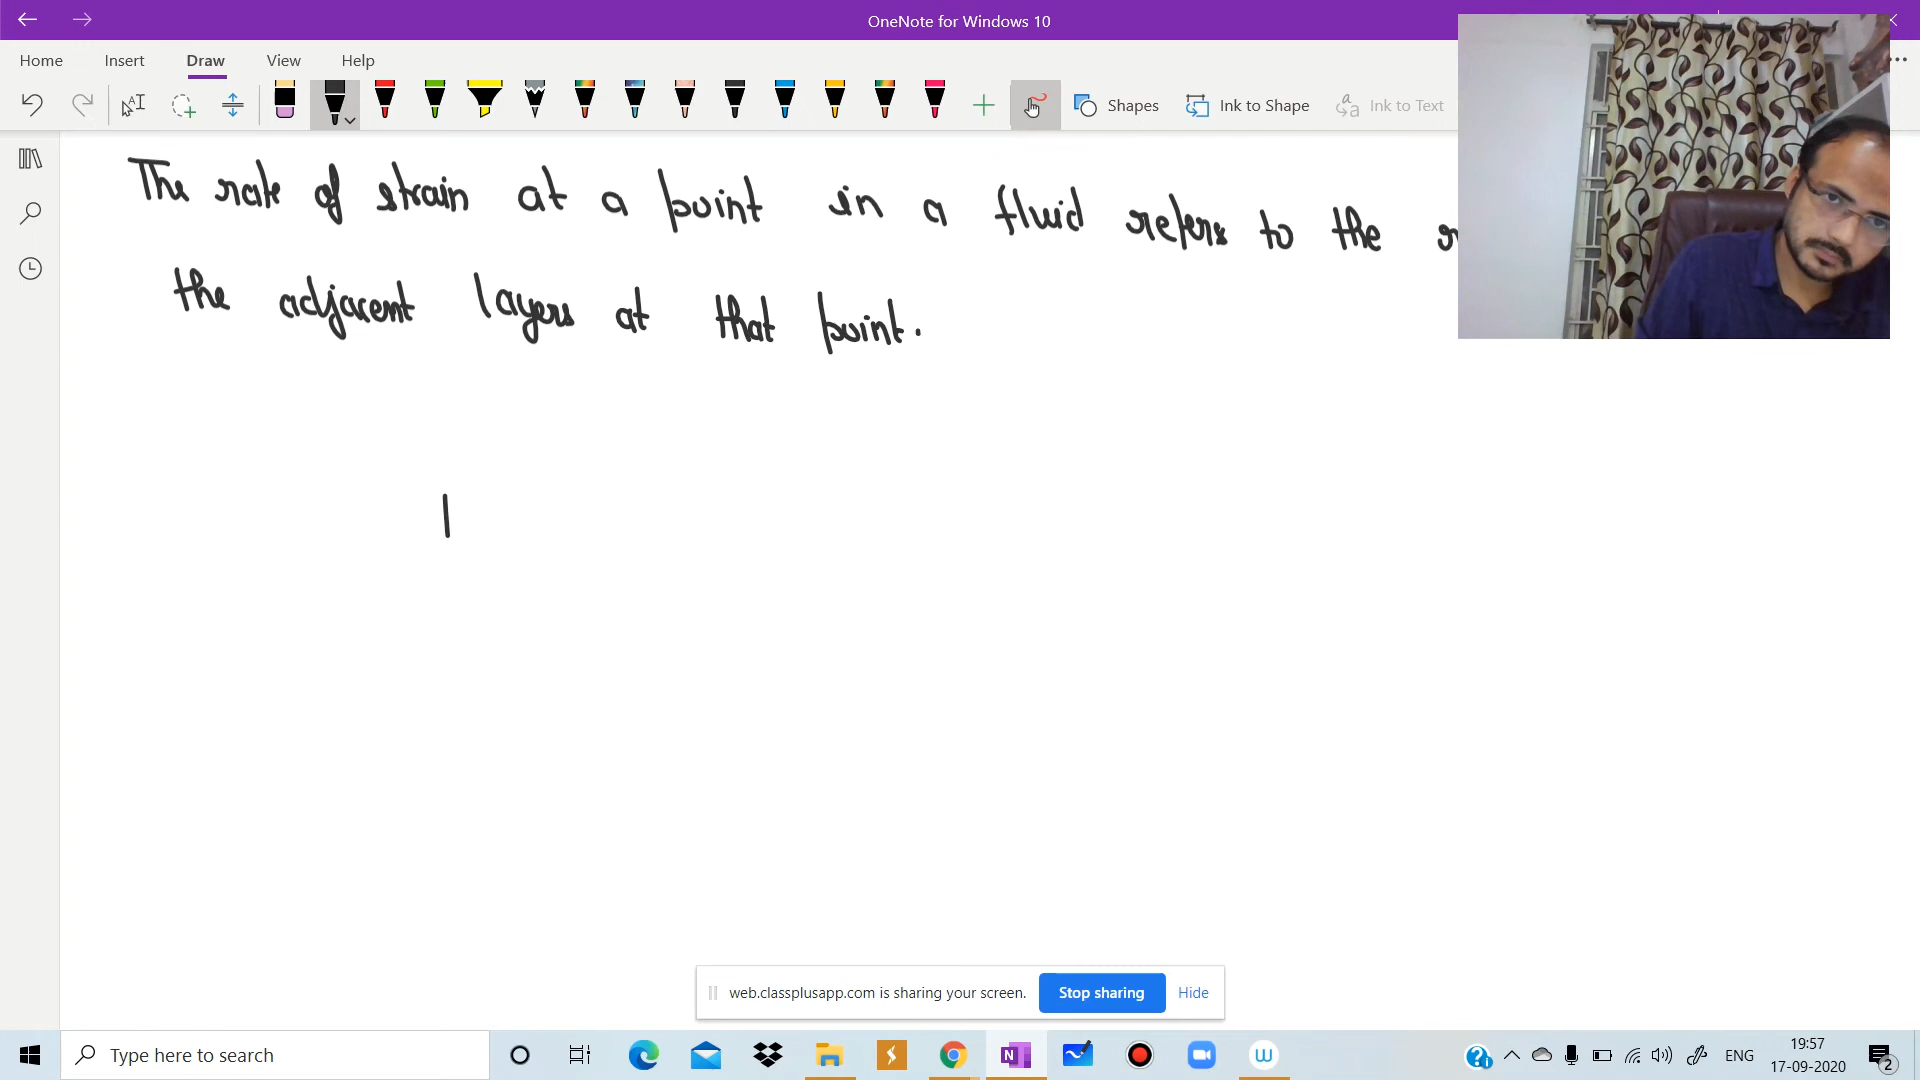 OneNote for Windows 10
Home Insert Draw View Help
Shapes Ink to Shape Ink to Text
The rate of strain at a point in a fluid refers to the
the adjacent layers at that point.
web.classplusapp.com is sharing your screen. Stop sharing Hide
Type here to search
ENG
19:57
17-09-2020
2